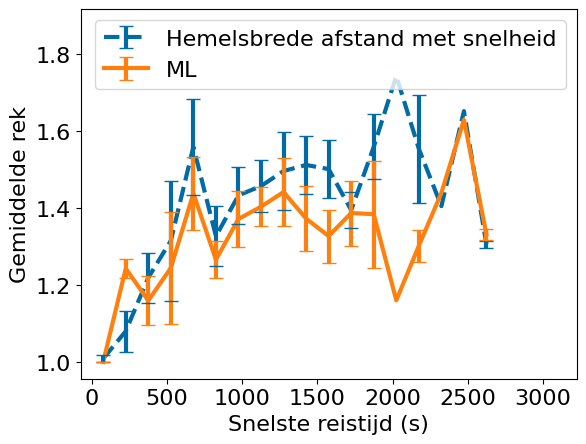 Hemelsbrede afstand met snelheid
ML
Gemiddelde rek
1.8
1.6
1.4
1.2
1.0
0 500 1000 1500 2000 2500 3000
Snelste reistijd (s)